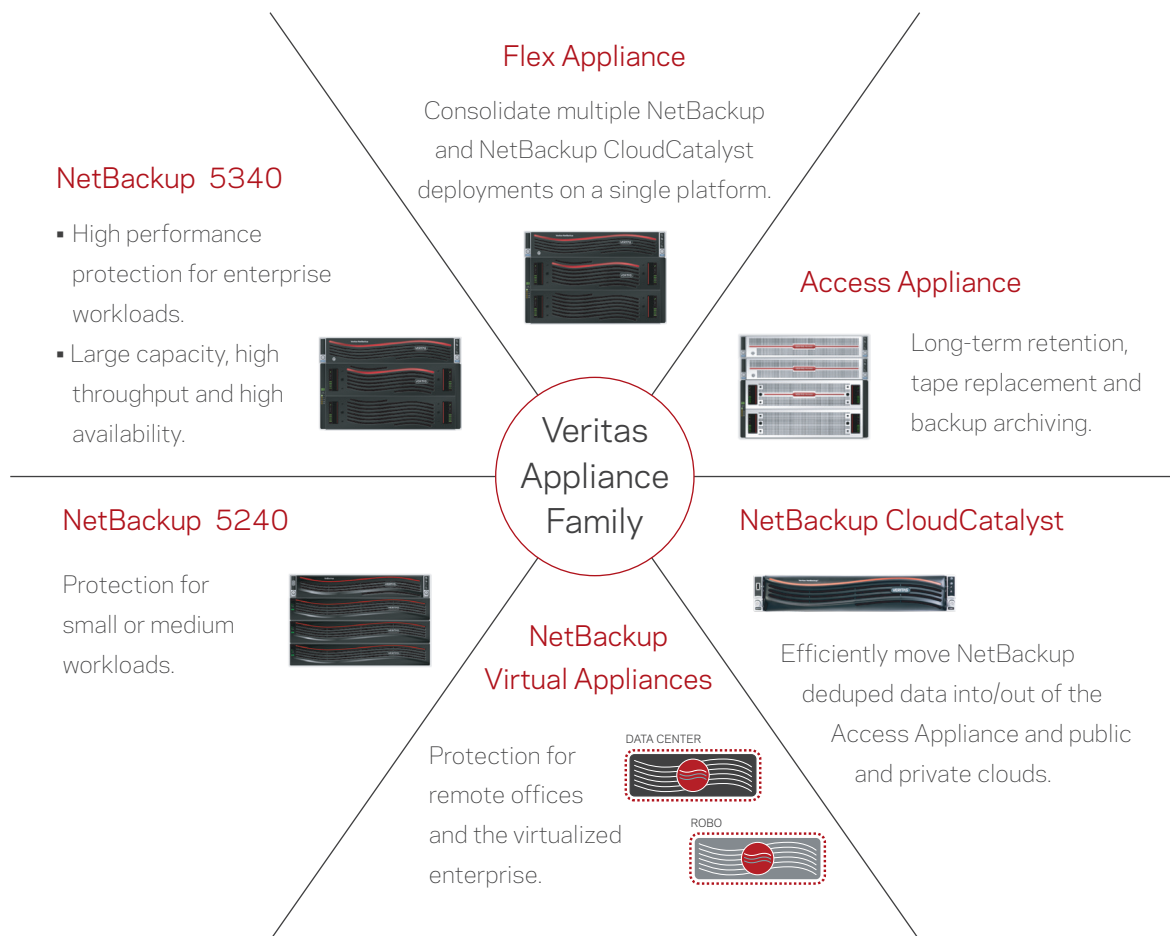 Flex Appliance
Consolidate multiple NetBackup
and NetBackup CloudCatalyst
deployments on a single platform.
NetBackup 5340
▪ High performance
protection for enterprise
workloads.
▪ Large capacity, high
throughput and high
availability.
Access Appliance
Long-term retention,
tape replacement and
backup archiving.
Veritas
Appliance
Family
NetBackup 5240
Protection for
small or medium
workloads.
NetBackup CloudCatalyst
Efficiently move NetBackup
deduped data into/out of the
Access Appliance and public
and private clouds.
NetBackup
Virtual Appliances
Protection for
remote offices
and the virtualized
enterprise.
DATA CENTER
ROBO